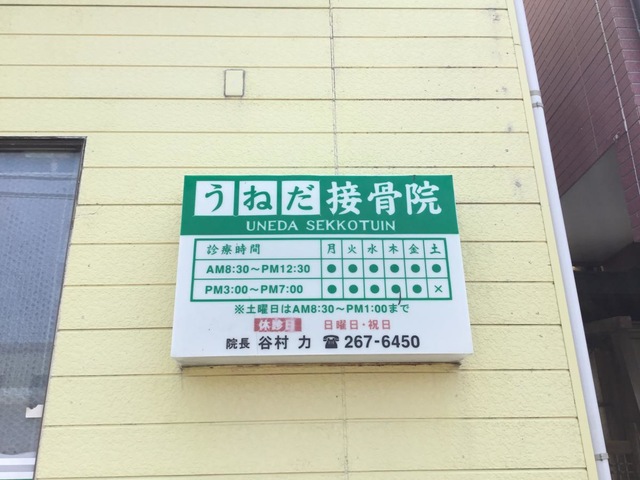 うねだ接骨院
UNEDA SEKKOTUIN
診療時間 月 火 水 木 金 土
AM8:30～PM12:30 ● ● ● ● ● ●
PM3:00～PM7:00 ● ● ● ● ● ×
※土曜日はAM8:30～PM1:00まで
休診日 日曜日・祝日
院長 谷村 力 ☎267-6450